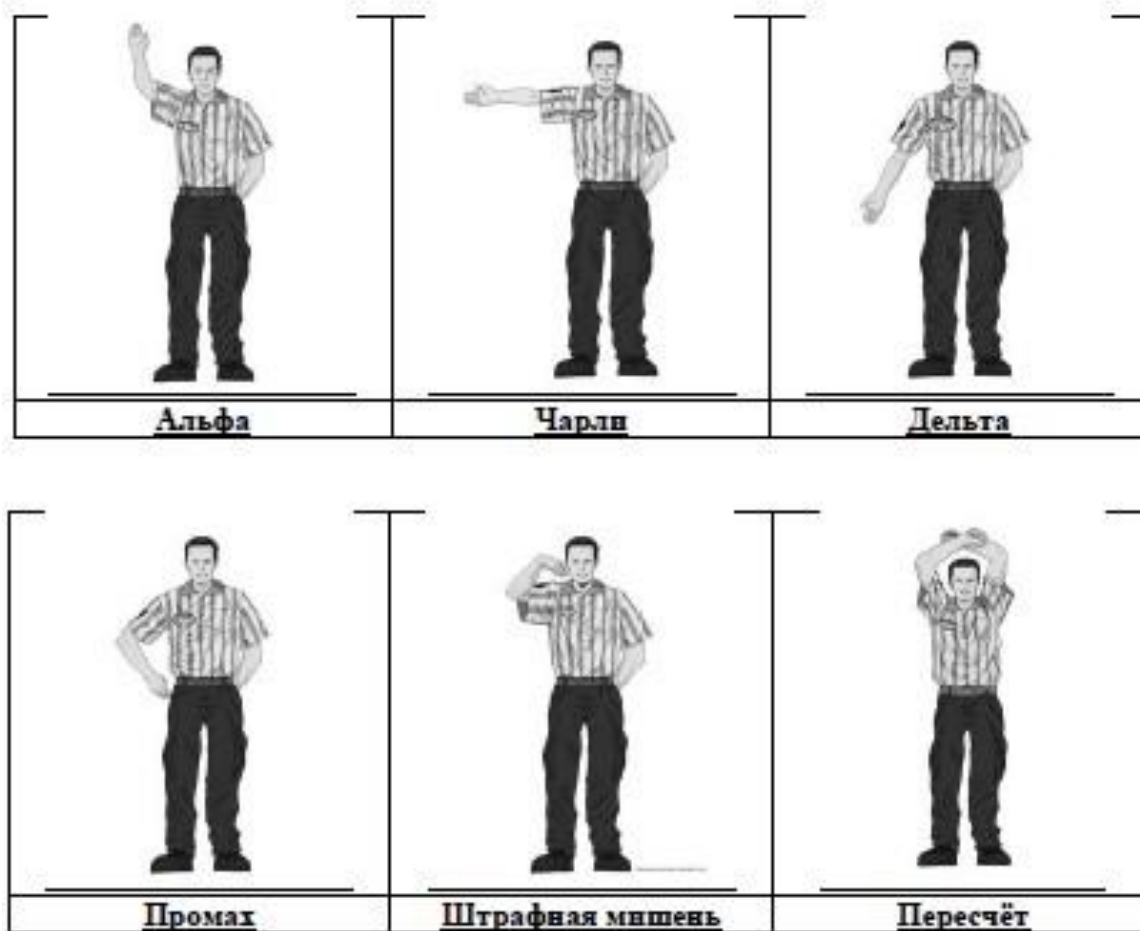 Альфа
Чарли
Дельта
Промах
Штрафная мишень
Пересчёт